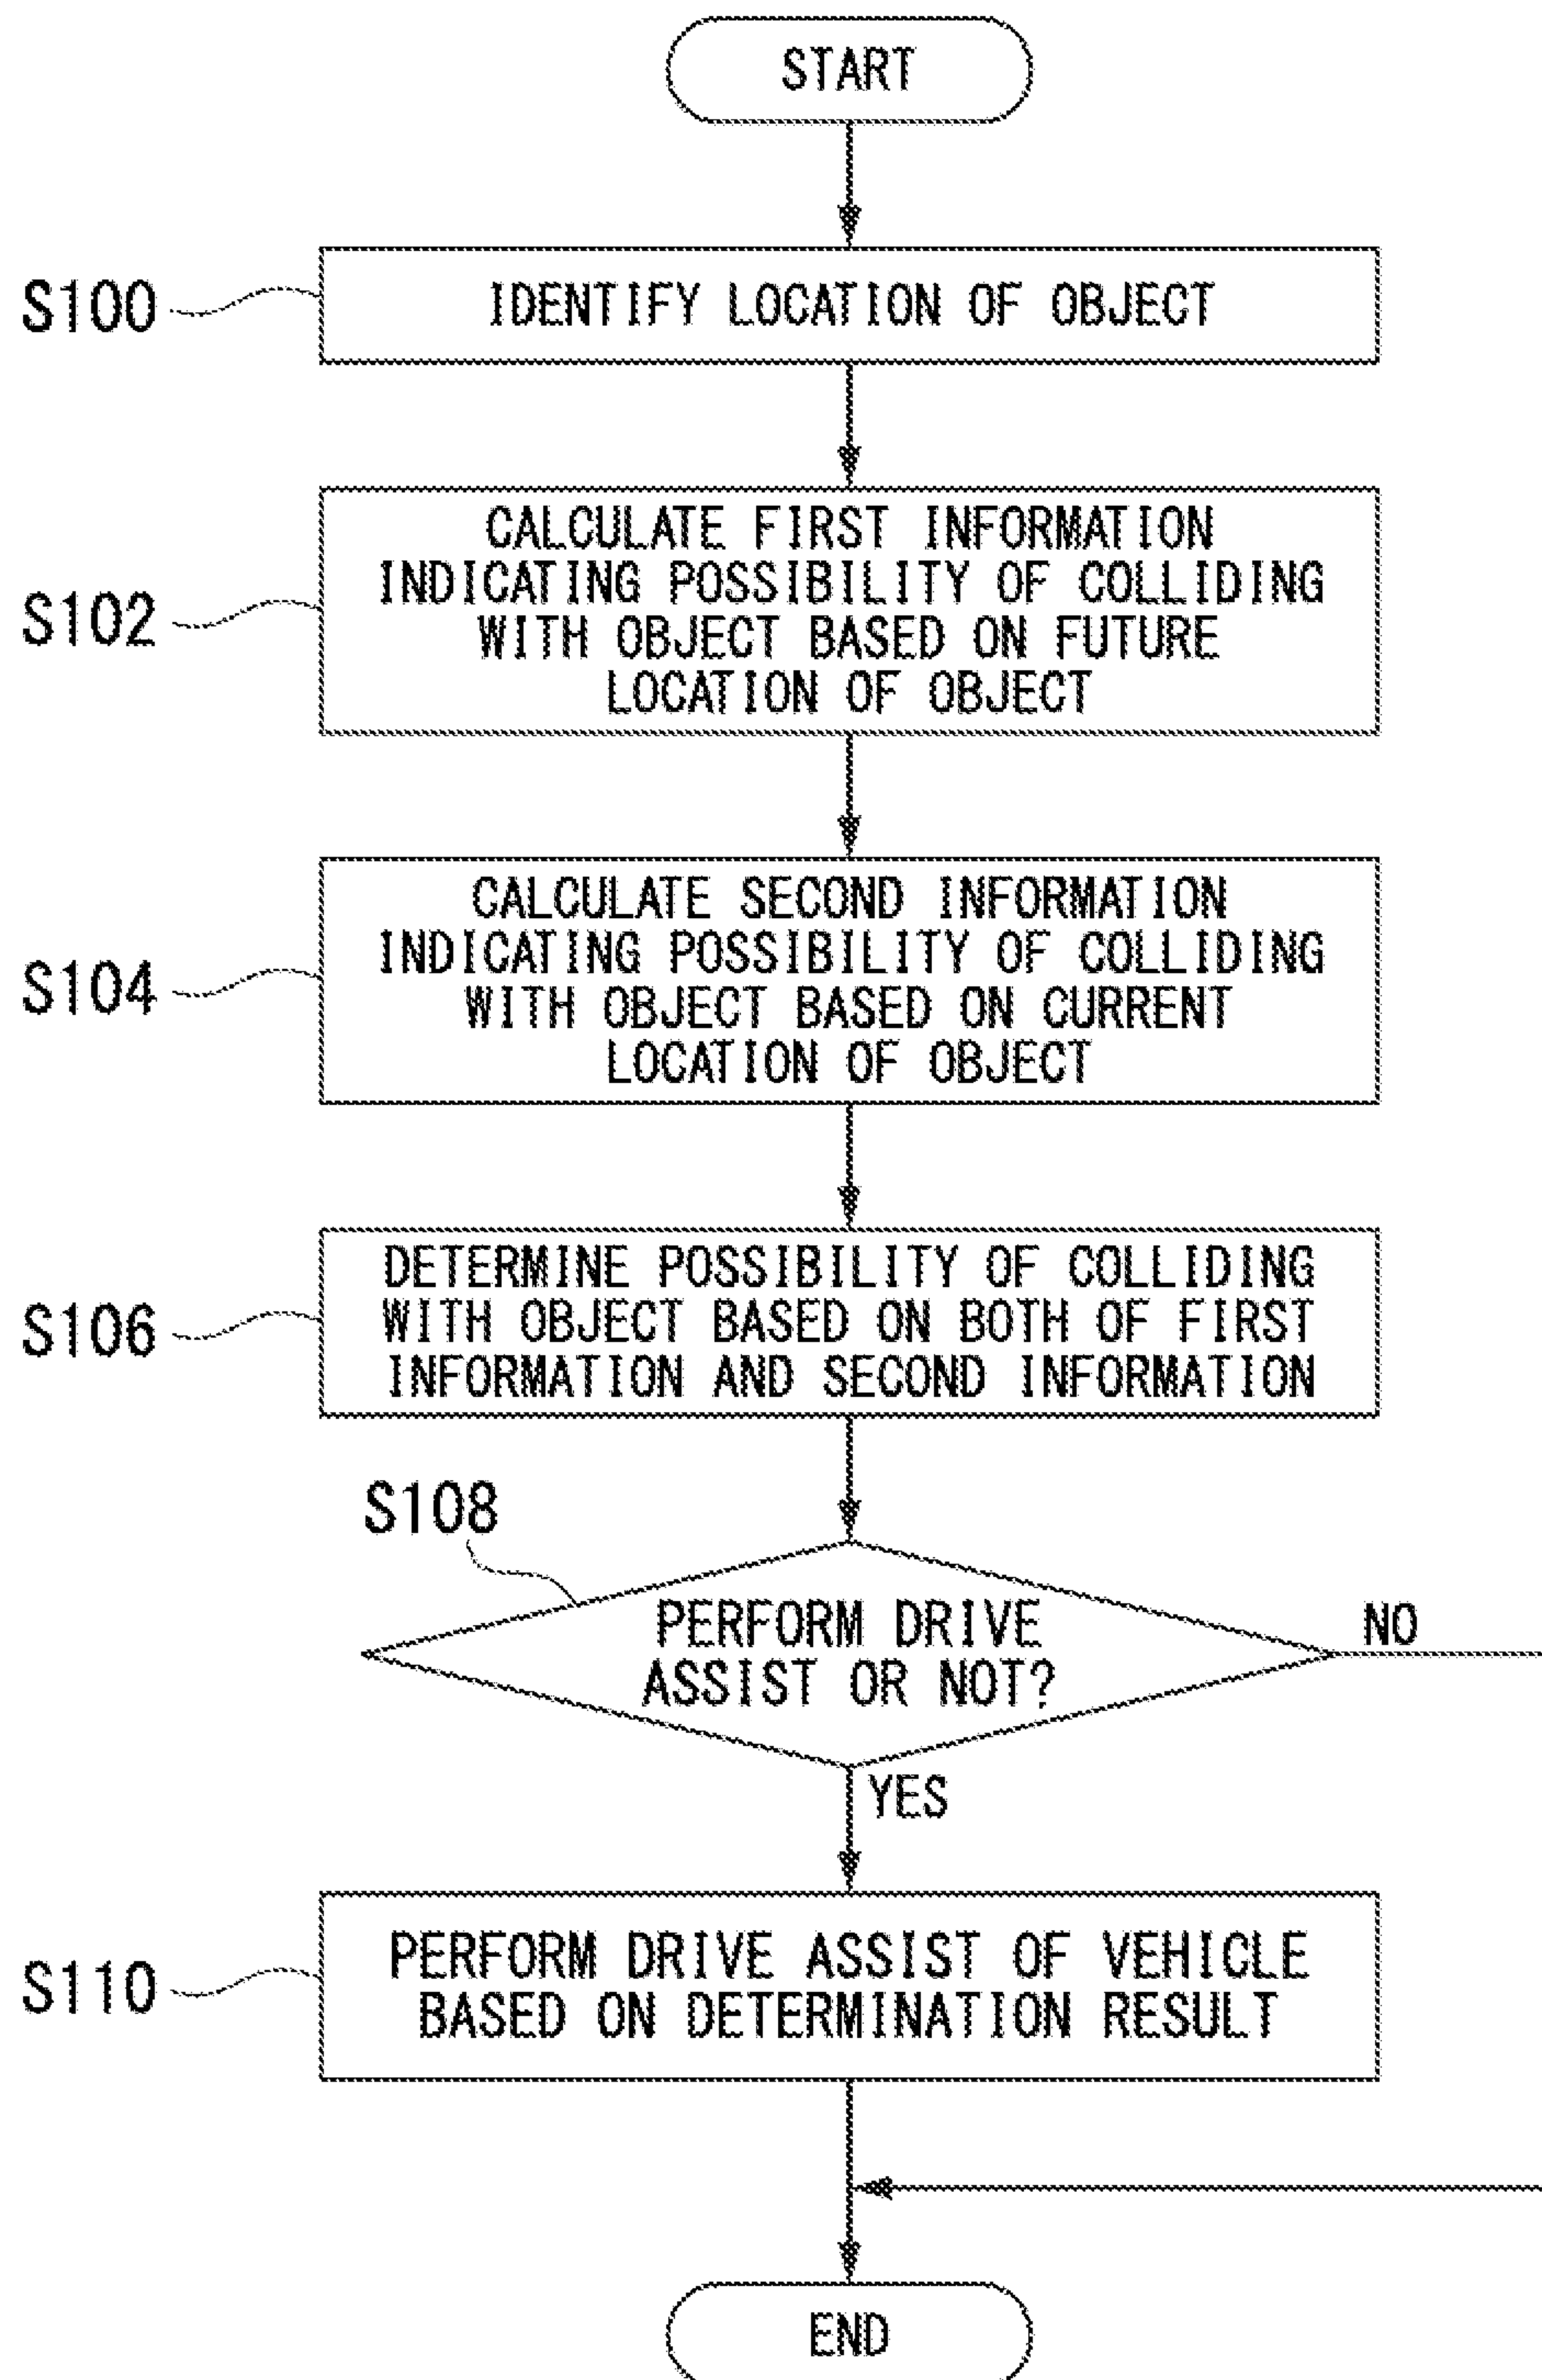 START
S100
IDENTIFY LOCATION OF OBJECT
S102
CALCULATE FIRST INFORMATION
INDICATING POSSIBILITY OF COLLIDING
WITH OBJECT BASED ON FUTURE
LOCATION OF OBJECT
S104
CALCULATE SECOND INFORMATION
INDICATING POSSIBILITY OF COLLIDING
WITH OBJECT BASED ON CURRENT
LOCATION OF OBJECT
S106
DETERMINE POSSIBILITY OF COLLIDING
WITH OBJECT BASED ON BOTH OF FIRST
INFORMATION AND SECOND INFORMATION
S108
PERFORM DRIVE
ASSIST OR NOT?
NO
YES
S110
PERFORM DRIVE ASSIST OF VEHICLE
BASED ON DETERMINATION RESULT
END